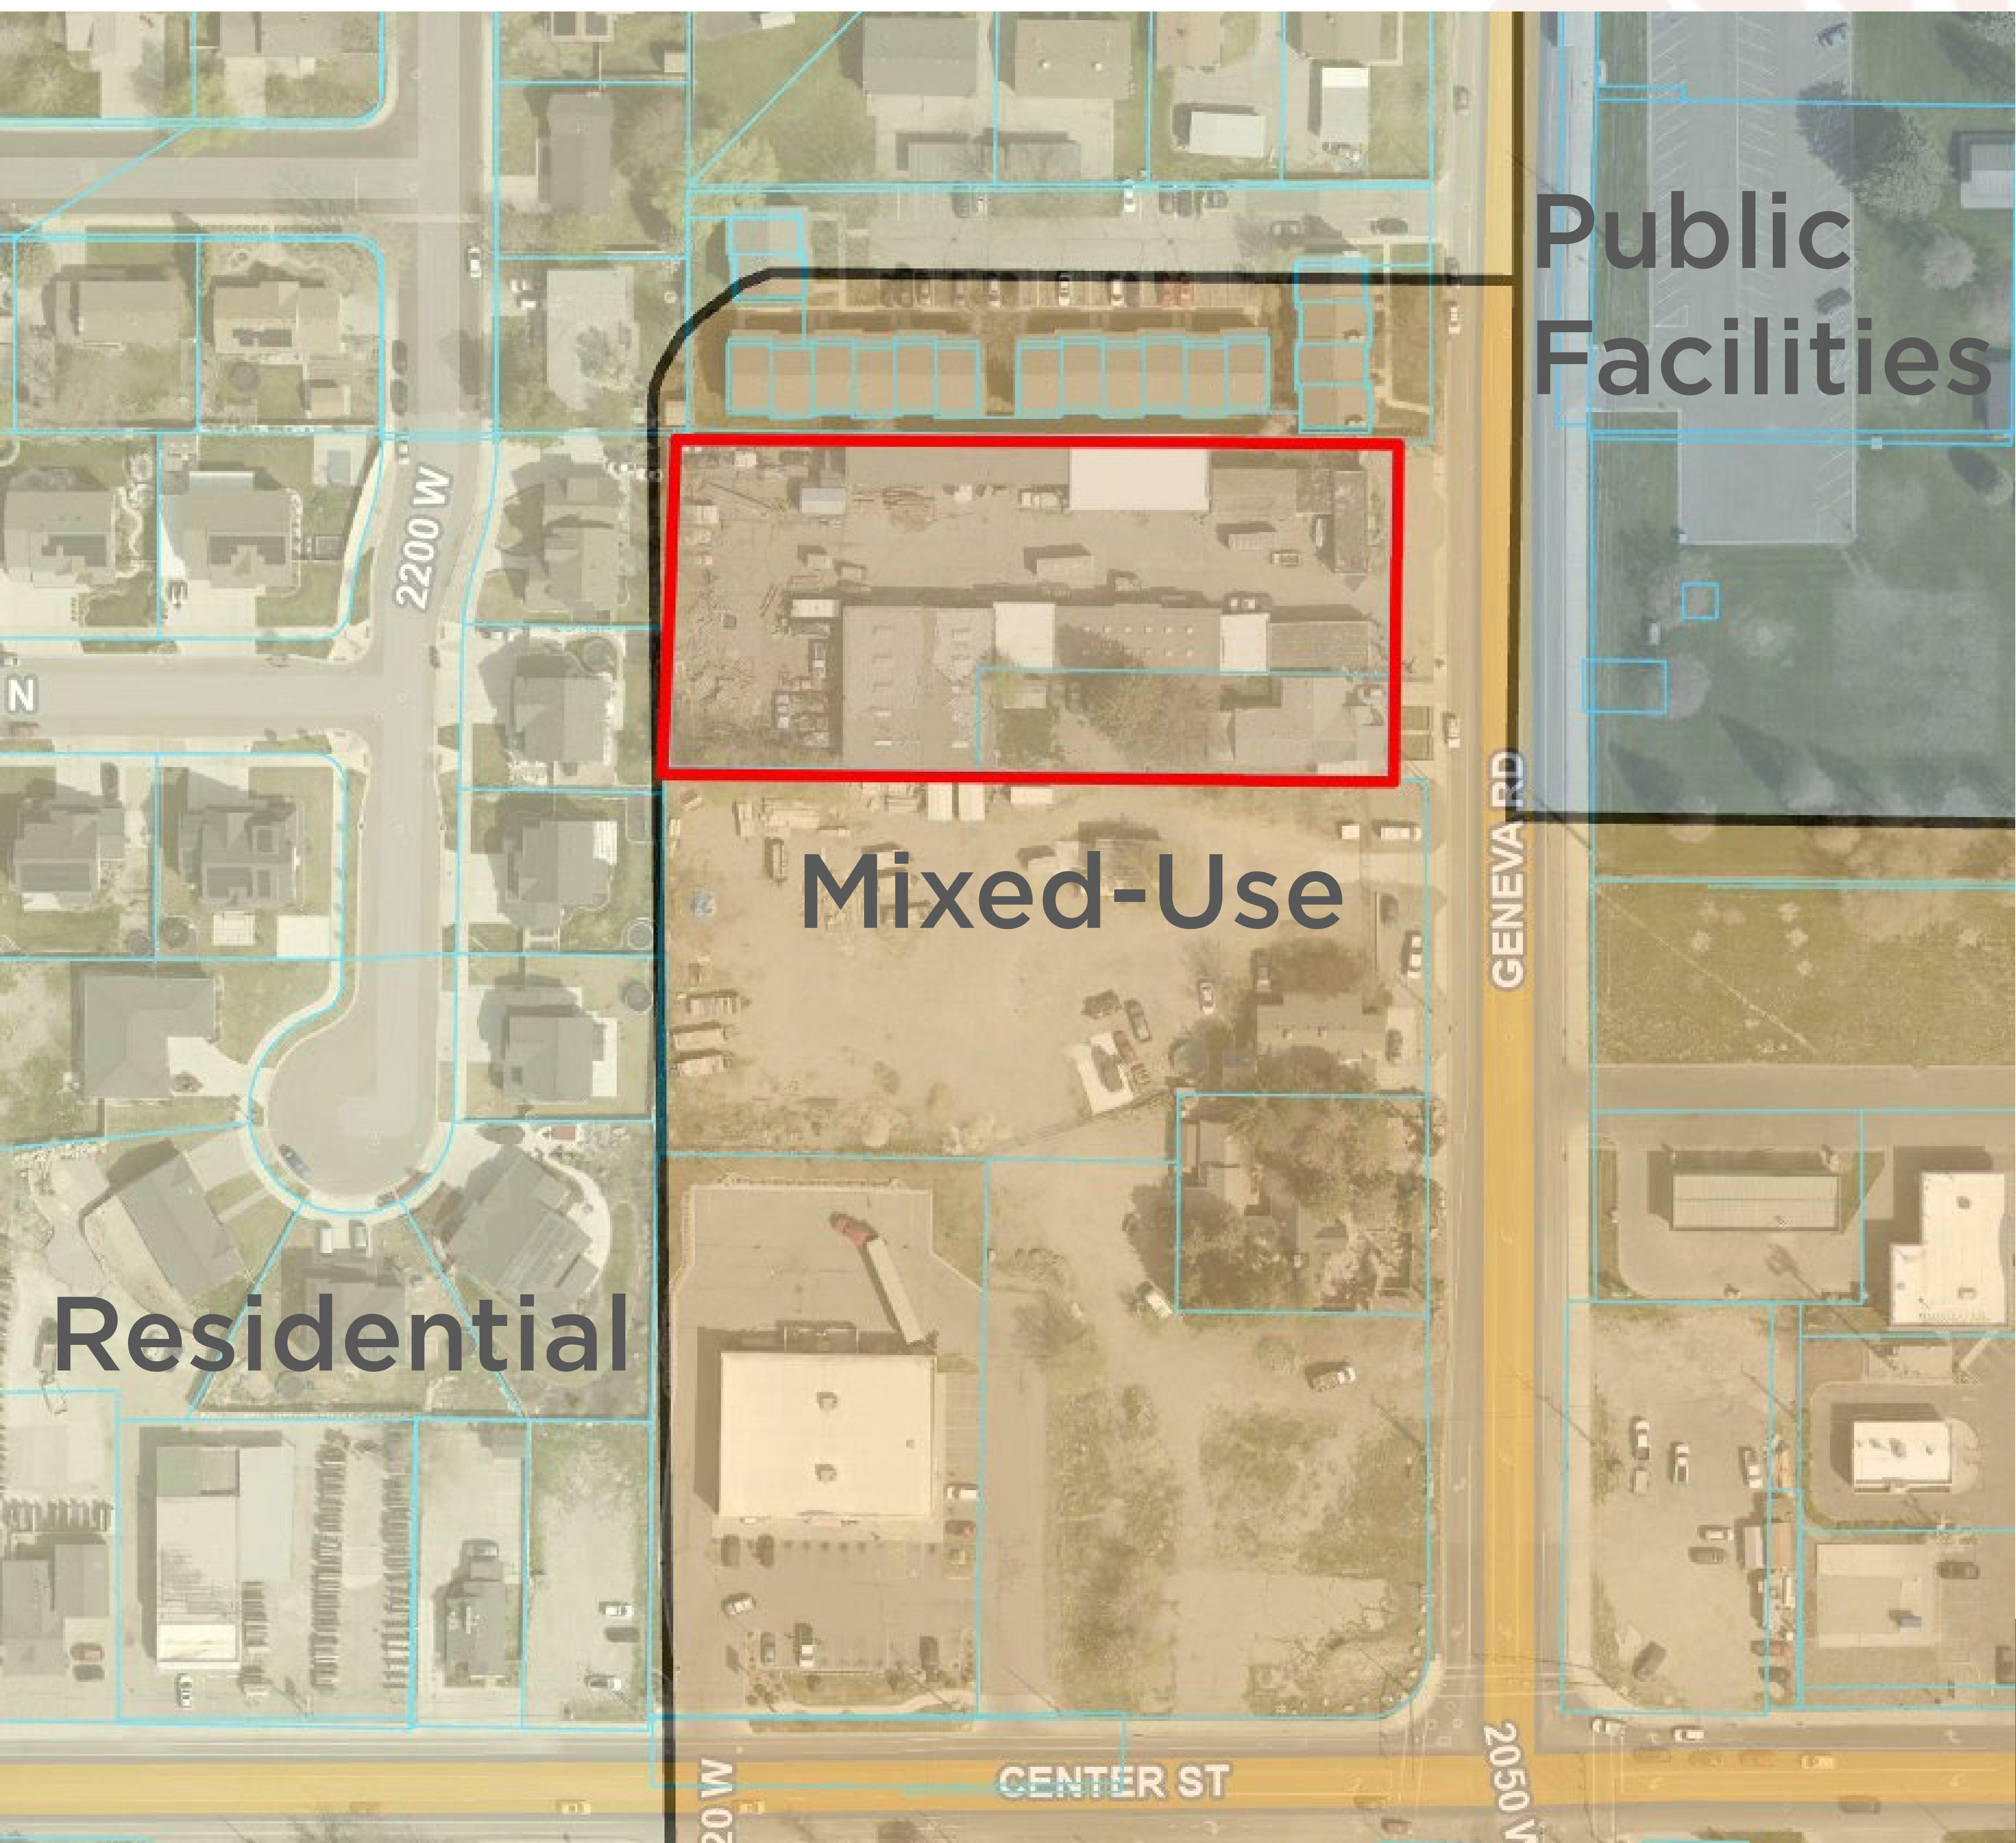 Public
Facilities
2200 W
N
GENEVA RD
Mixed-Use
Residential
CENTER ST
20 W
2050 W